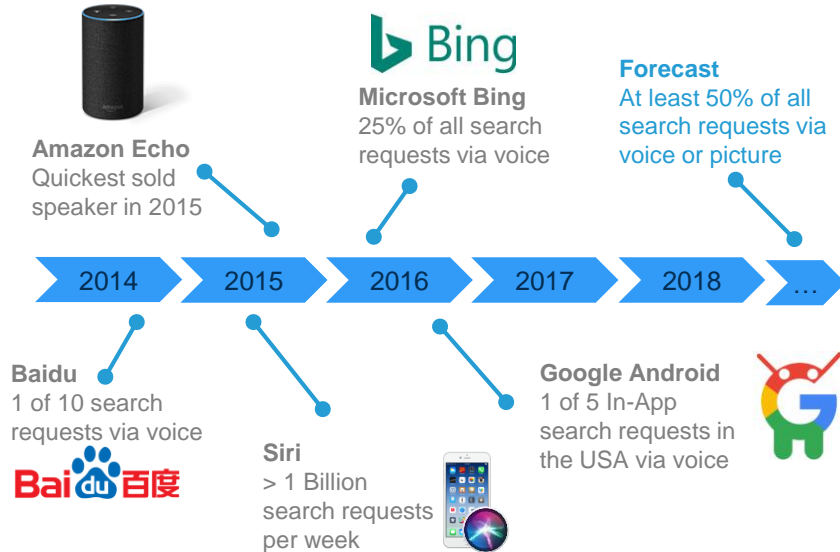 Bing
Amazon Echo
Quickest sold
speaker in 2015
Microsoft Bing
25% of all search
requests via voice
Forecast
At least 50% of all
search requests via
voice or picture
2014
2015
2016
2017
2018
...
Baidu
1 of 10 search
requests via voice
Bai du 百度
Siri
> 1 Billion
search requests
per week
Google Android
1 of 5 In-App
search requests in
the USA via voice